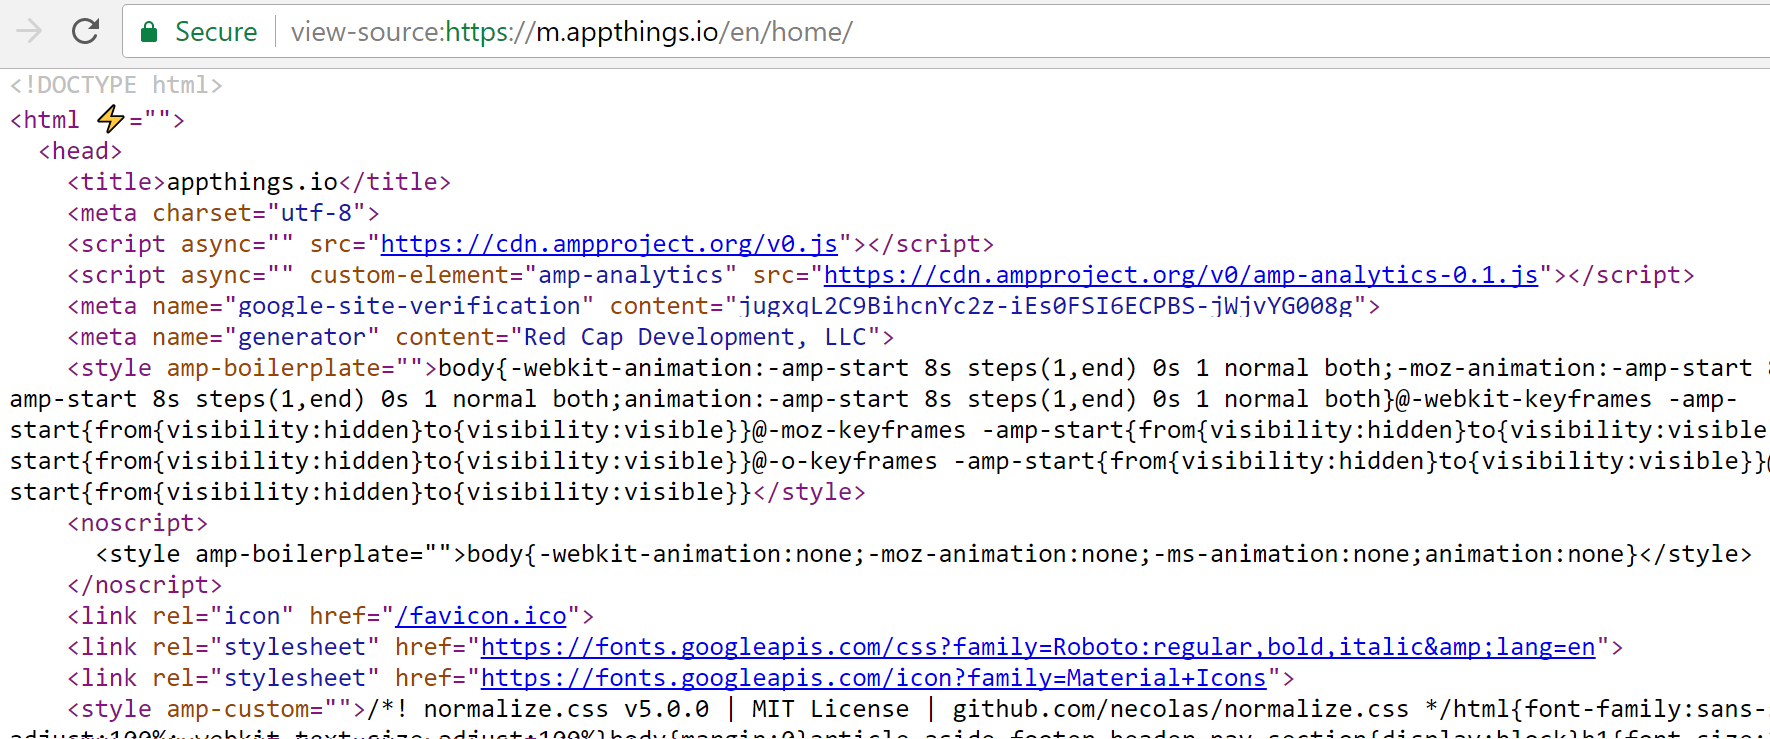 Secure view-source:https://m.appthings.io/en/home/
<!DOCTYPE html>
<html ⚡="">
<head>
<title>appthings.io</title>
<meta charset="utf-8">
<script async="" src="https://cdn.ampproject.org/v0.js"></script>
<script async="" custom-element="amp-analytics" src="https://cdn.ampproject.org/v0/amp-analytics-0.1.js"></script>
<meta name="google-site-verification" content="jugxqL2C9BihcnYc2z-iEs0FSI6ECPBS-jWjvYG008g">
<meta name="generator" content="Red Cap Development, LLC">
<style amp-boilerplate="">body{-webkit-animation:-amp-start 8s steps(1,end) 0s 1 normal both;-moz-animation:-amp-start
amp-start 8s steps(1,end) 0s 1 normal both;animation:-amp-start 8s steps(1,end) 0s 1 normal both}@-webkit-keyframes -amp-
start{from{visibility:hidden}to{visibility:visible}}@-moz-keyframes -amp-start{from{visibility:hidden}to{visibility:visible
start{from{visibility:hidden}to{visibility:visible}}@-o-keyframes -amp-start{from{visibility:hidden}to{visibility:visible}}@
start{from{visibility:hidden}to{visibility:visible}}</style>
<noscript>
<style amp-boilerplate="">body{-webkit-animation:none;-moz-animation:none;-ms-animation:none;animation:none}</style>
</noscript>
<link rel="icon" href="/favicon.ico">
<link rel="stylesheet" href="https://fonts.googleapis.com/css?family=Roboto:regular,bold,italic&amp;lang=en">
<link rel="stylesheet" href="https://fonts.googleapis.com/icon?family=Material+Icons">
<style amp-custom="">/*! normalize.css v5.0.0 | MIT License | github.com/necolas/normalize.css */html{font-family:sans-